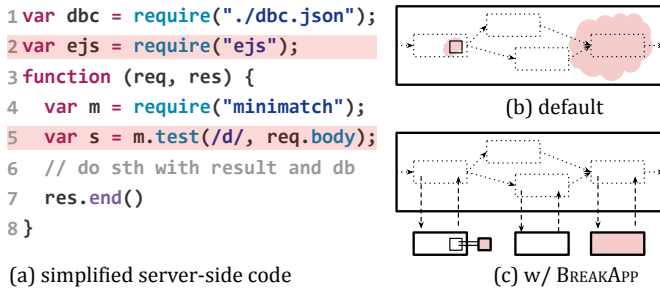 1 var dbc = require("./dbc.json");
2 var ejs = require("ejs");
3 function (req, res) {
4 var m = require("minimatch");
5 var s = m.test(/d/, req.body);
6 // do sth with result and db
7 res.end()
8 }
(a) simplified server-side code
(b) default
(c) w/ BREAKAPP